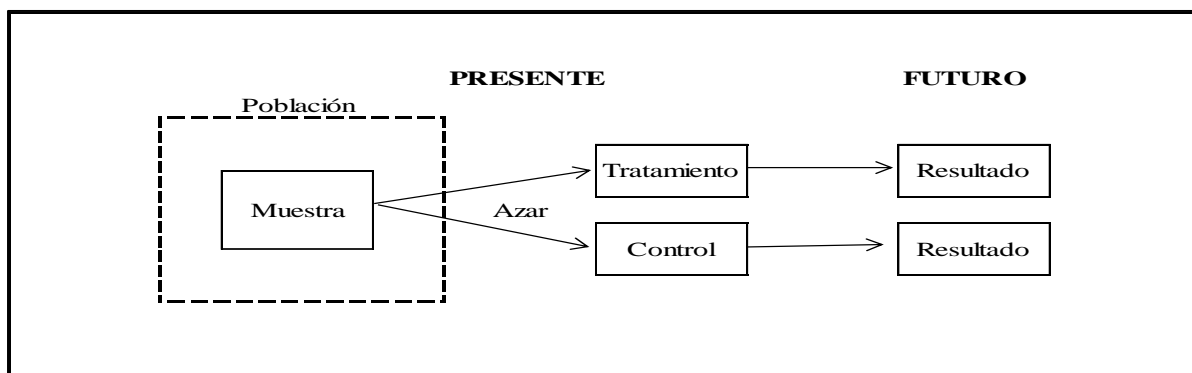 PRESENTE FUTURO
Población
Tratamiento Resultado
Muestra Azar
Control Resultado